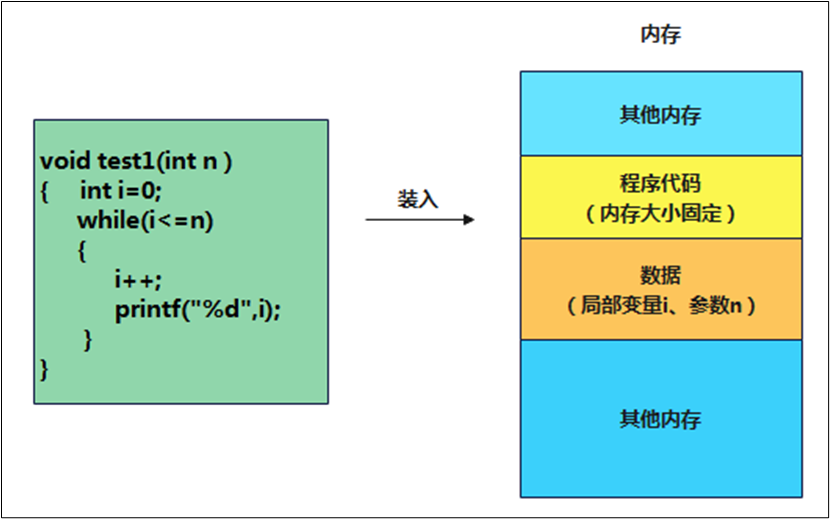 void test1(int n )
{    int i=0;
while(i<=n)
{
i++;
printf("%d",i);
}
}
装入
内存
其他内存
程序代码
（内存大小固定）
数据
（局部变量i、参数n）
其他内存